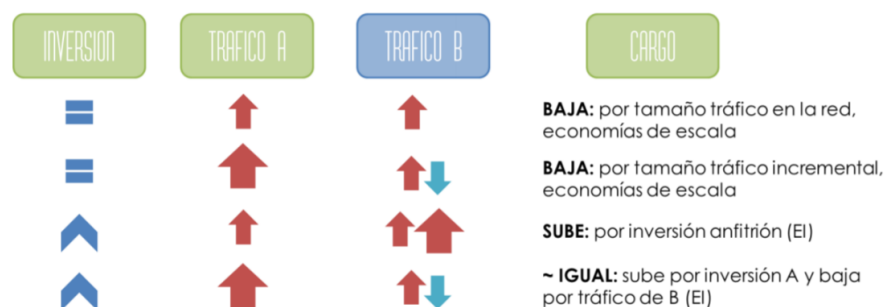 INVERSION
TRAFICO A
TRAFICO B
CARGO
BAJA: por tamaño tráfico en la red,
economías de escala
BAJA: por tamaño tráfico incremental,
economías de escala
SUBE: por inversión anfitrión (EI)
~ IGUAL: sube por inversión A y baja
por tráfico de B (EI)